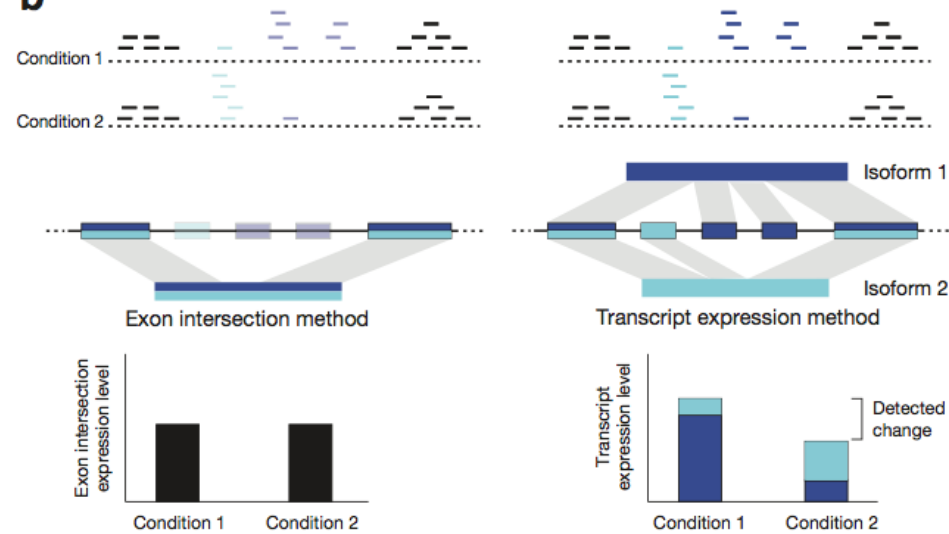 b
Condition 1
Condition 2
Isoform 1
Isoform 2
Exon intersection method
Transcript expression method
Exon intersection
expression level
Condition 1
Condition 2
Transcript
expression level
Detected
change
Condition 1
Condition 2